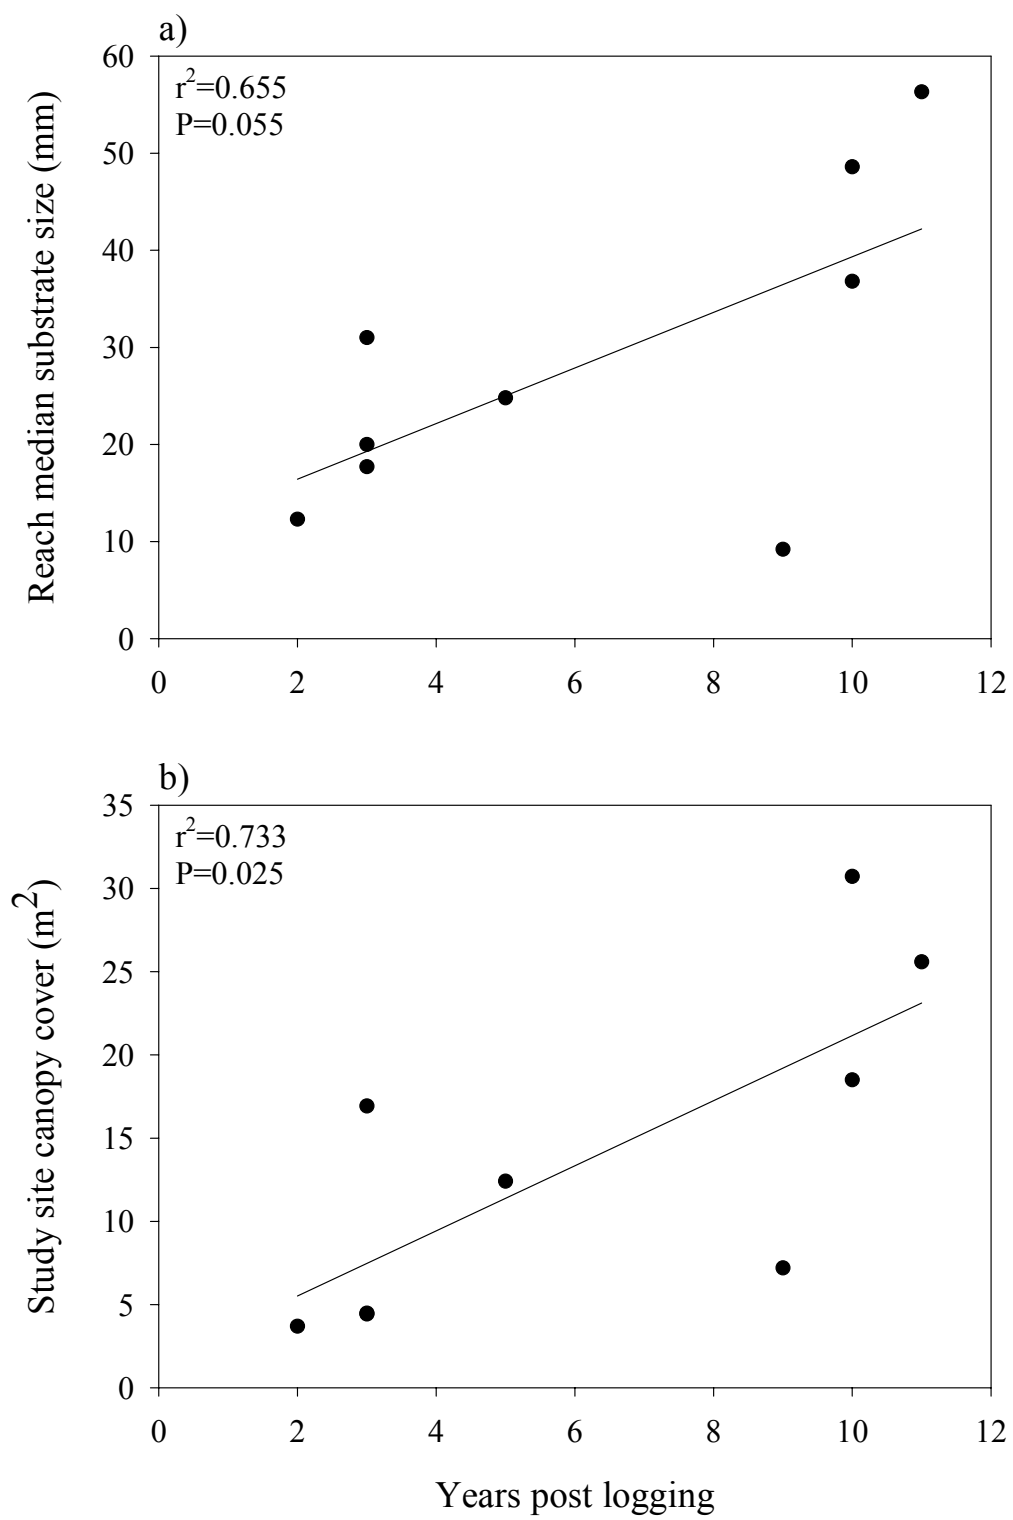 a)
60
50
40
30
20
10
0
r²=0.655
P=0.055
Reach median substrate size (mm)
0 2 4 6 8 10 12
b)
35
30
25
20
15
10
5
0
r²=0.733
P=0.025
Study site canopy cover (m²)
0 2 4 6 8 10 12
Years post logging